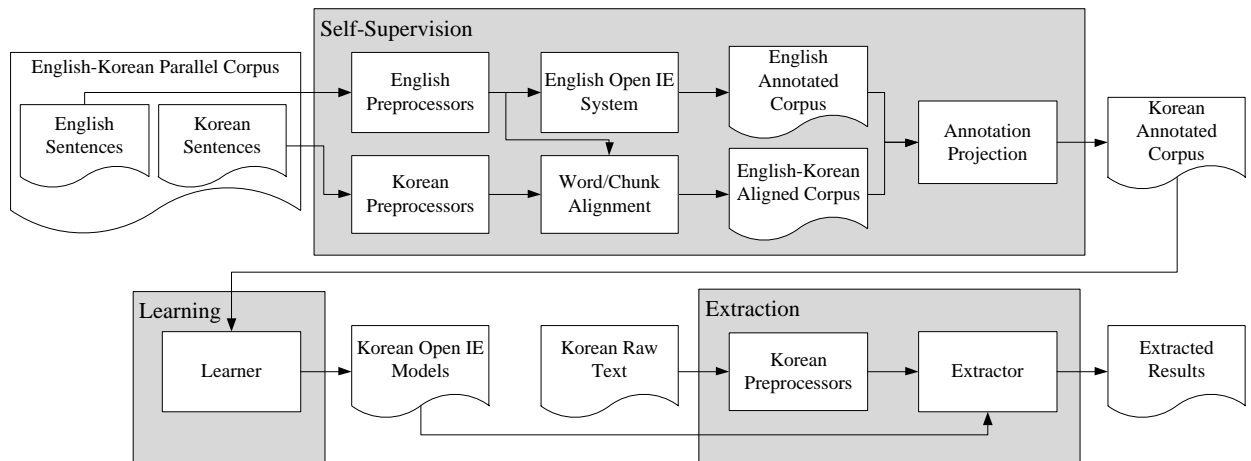 Self-Supervision
English-Korean Parallel Corpus
English
Sentences
Korean
Sentences
English
Preprocessors
English Open IE
System
English
Annotated
Corpus
Korean
Preprocessors
Word/Chunk
Alignment
English-Korean
Aligned Corpus
Annotation
Projection
Korean
Annotated
Corpus
Learning
Learner
Korean Open IE
Models
Korean Raw
Text
Extraction
Korean
Preprocessors
Extractor
Extracted
Results